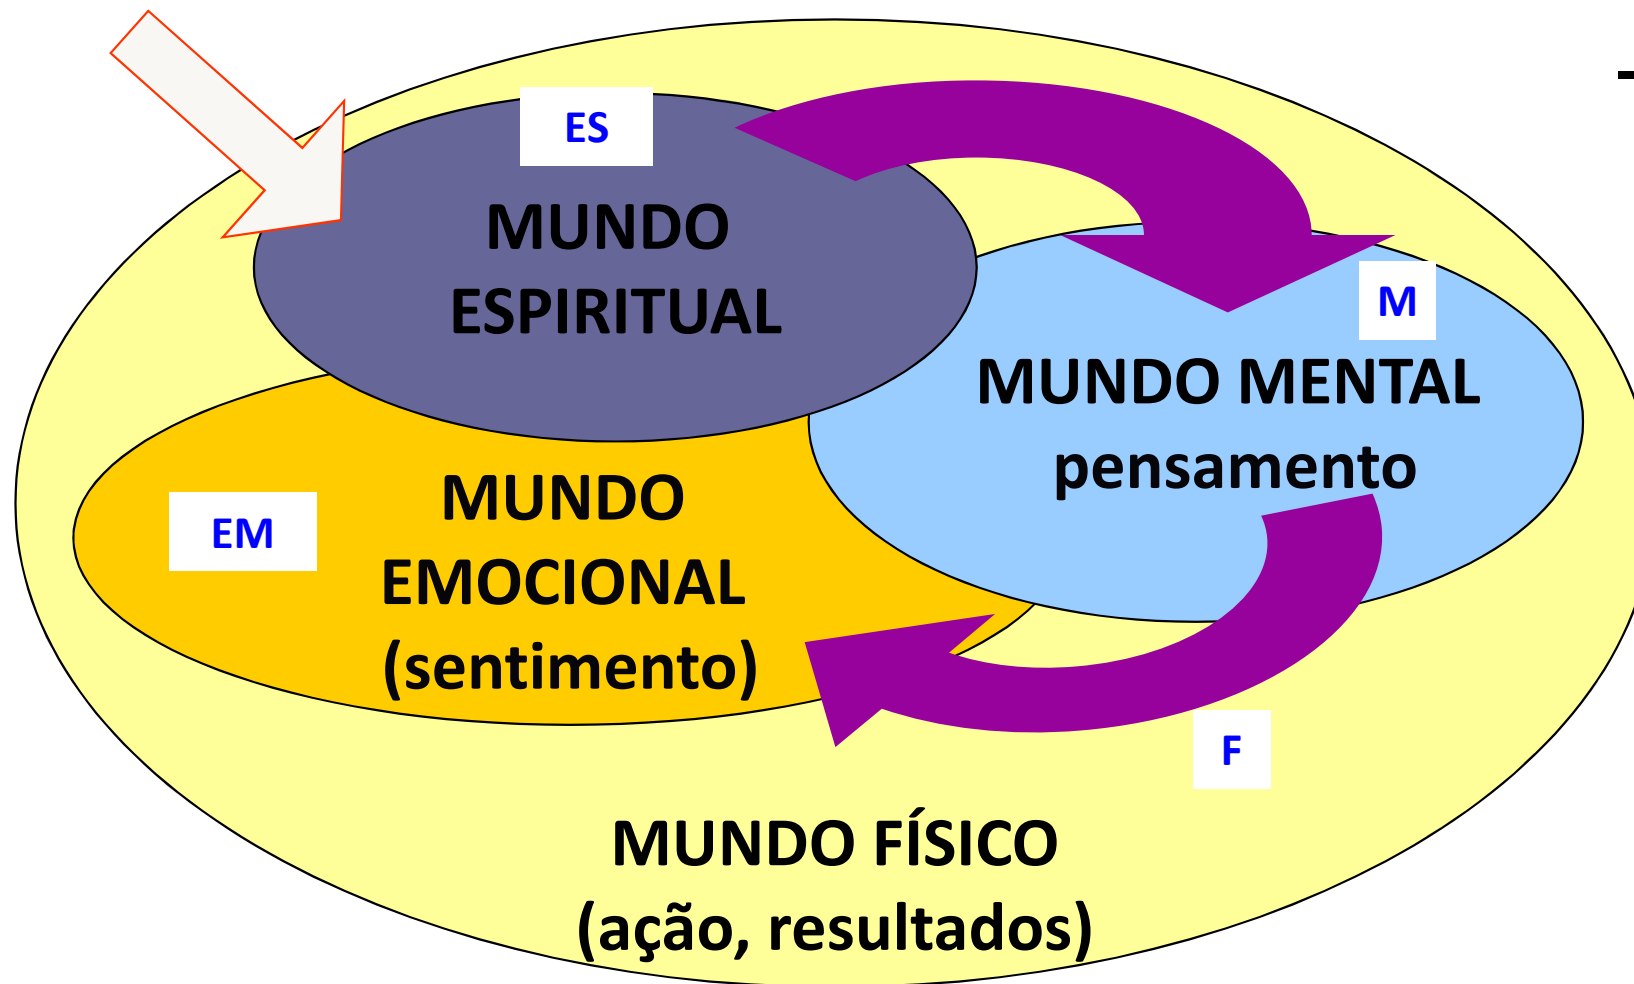 ES
MUNDO
ESPIRITUAL
M
MUNDO MENTAL
pensamento
EM
MUNDO
EMOCIONAL
(sentimento)
F
MUNDO FÍSICO
(ação, resultados)